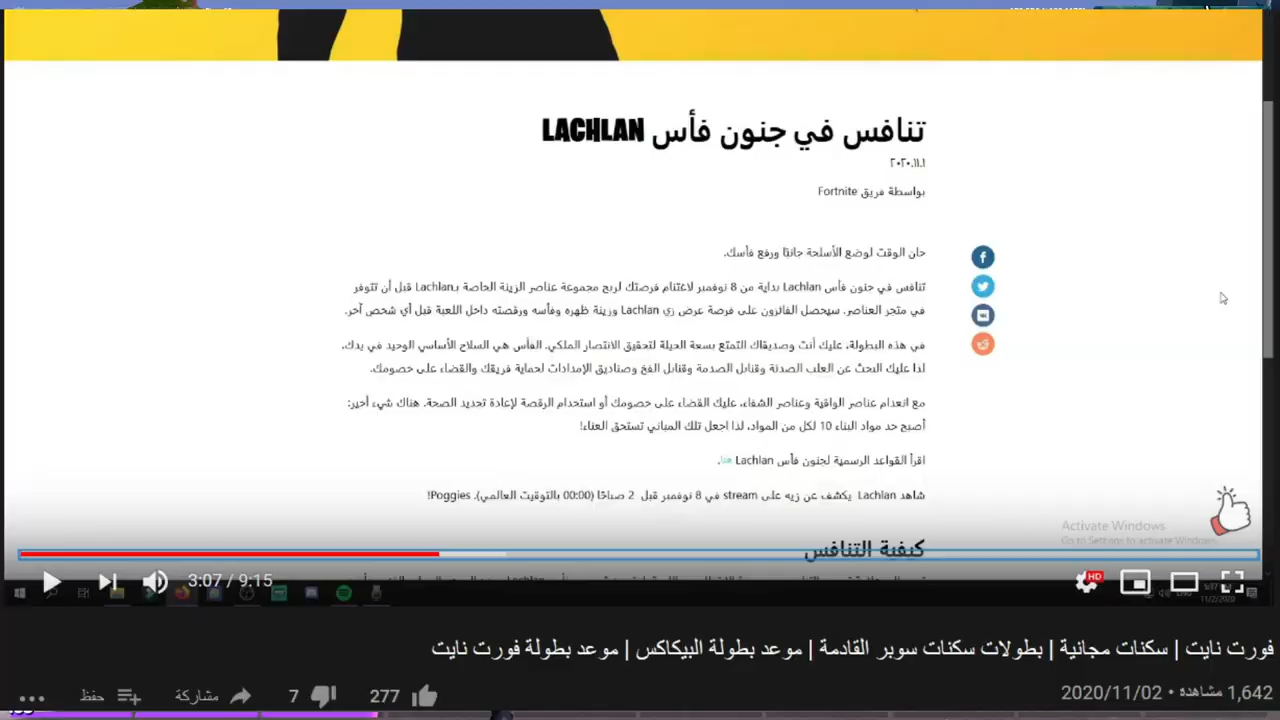 تنافس في جنون فأس LACHLAN
٢٠٢٠.١١.١
بواسطة فريق Fortnite
حان الوقت لوضع الأسلحة جانبًا ورفع فأسك.
تنافس في جنون فأس Lachlan بداية من 8 نوفمبر لاغتنام فرصتك لربح مجموعة عناصر الزينة الخاصة بـLachlan قبل أن تتوفر
في متجر العناصر. سيحصل الفائزون على فرصة عرض زي Lachlan وزينة ظهره وفأسه ورقصته داخل اللعبة قبل أي شخص آخر.
في هذه البطولة، عليك أنت وصديقاك التمتع بسعة الحيلة لتحقيق الانتصار الملكي. الفأس هي السلاح الأساسي الوحيد في يدك،
لذا عليك البحث عن العلب الصدئة وقنابل الصدمة وقنابل الفخ وصناديق الإمدادات لحماية فريقك والقضاء على خصومك.
مع انعدام عناصر الواقية وعناصر الشفاء، عليك القضاء على خصومك أو استخدام الرقصة لإعادة تجديد الصحة. هناك شيء أخير:
أصبح حد مواد البناء 10 لكل من المواد، لذا اجعل تلك المباني تستحق العناء!
اقرأ القواعد الرسمية لجنون فأس Lachlan هنا.
شاهد Lachlan يكشف عن زيه على stream في 8 نوفمبر قبل 2 صباحًا (00:00 بالتوقيت العالمي). Poggies!
Activate Windows
Go to Settings to activate Windows.
كيفية التنافس
3:07 / 9:15
HD
11/2/2020
فورت نايت | سكنات مجانية | بطولات سكنات سوبر القادمة | موعد بطولة البيكاكس | موعد بطولة فورت نايت
1,642 مشاهدة • 2020/11/02
277
7
مشاركة
حفظ